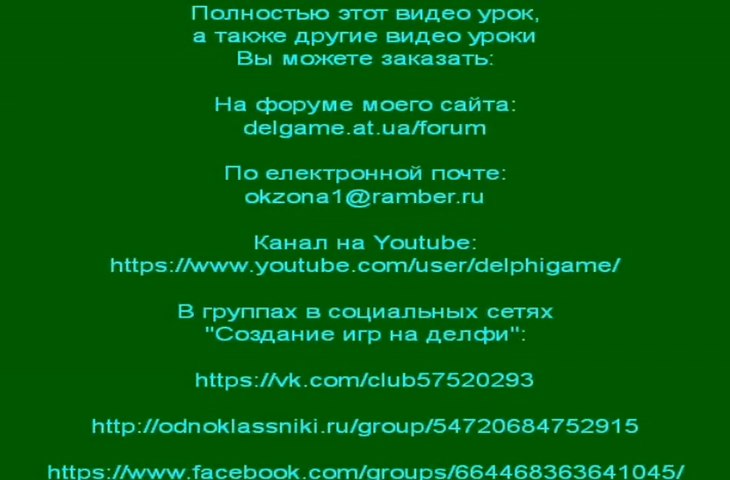 Полностью этот видео урок,
а также другие видео уроки
Вы можете заказать:
На форуме моего сайта:
delgame.at.ua/forum
По електронной почте:
okzona1@ramber.ru
Канал на Youtube:
https://www.youtube.com/user/delphigame/
В группах в социальных сетях
"Создание игр на делфи":
https://vk.com/club57520293
http://odnoklassniki.ru/group/54720684752915
https://www.facebook.com/groups/664468363641045/